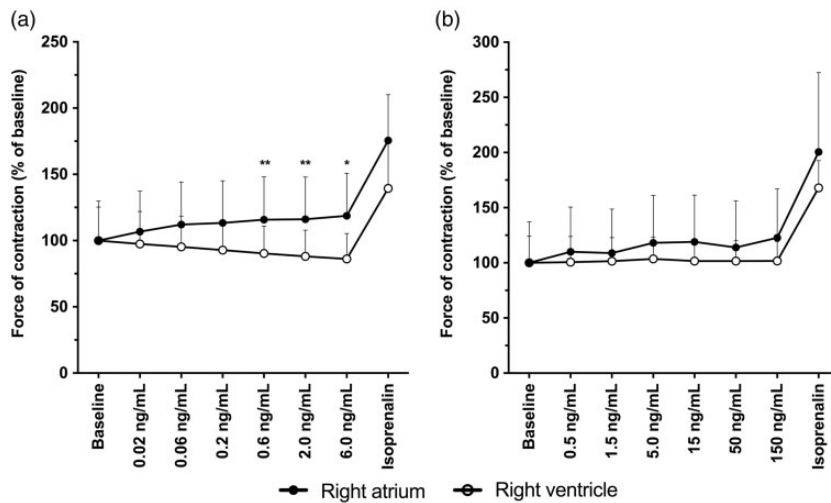 (a)
Force of contraction (% of baseline)
250
200
150
100
50
0
** ** *
Baseline
0.02 ng/mL
0.06 ng/mL
0.2 ng/mL
0.6 ng/mL
2.0 ng/mL
6.0 ng/mL
Isoprenalin
(b)
Force of contraction (% of baseline)
300
250
200
150
100
50
0
Baseline
0.5 ng/mL
1.5 ng/mL
5.0 ng/mL
15 ng/mL
50 ng/mL
150 ng/mL
Isoprenalin
Right atrium
Right ventricle